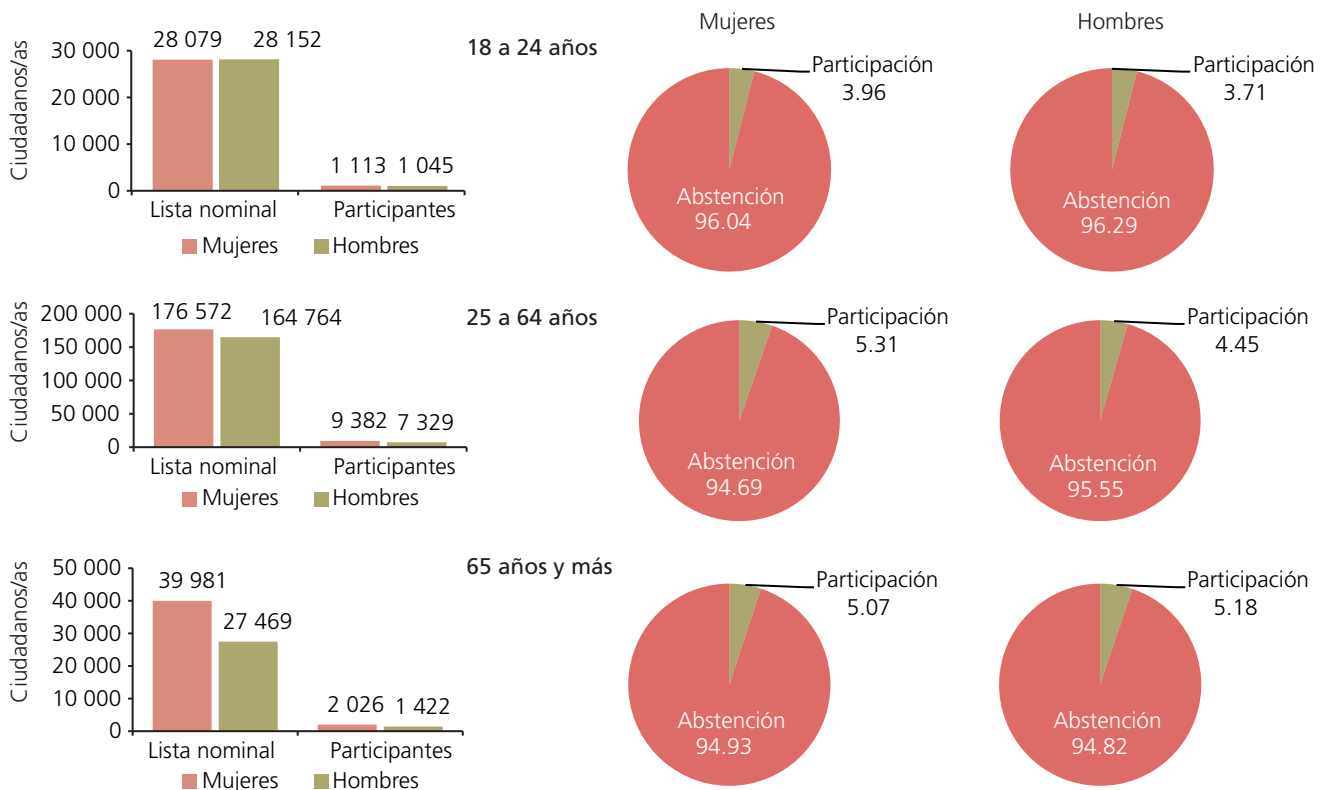 Mujeres
Hombres
18 a 24 años
Ciudadanos/as
30 000
20 000
10 000
0
28 079
28 152
1 113
1 045
Lista nominal
Participantes
Mujeres
Hombres
Participación
3.96
Abstención
96.04
Participación
3.71
Abstención
96.29
25 a 64 años
Ciudadanos/as
200 000
150 000
100 000
50 000
0
176 572
164 764
9 382
7 329
Lista nominal
Participantes
Mujeres
Hombres
Participación
5.31
Abstención
94.69
Participación
4.45
Abstención
95.55
65 años y más
Ciudadanos/as
50 000
40 000
30 000
20 000
10 000
0
39 981
27 469
2 026
1 422
Lista nominal
Participantes
Mujeres
Hombres
Participación
5.07
Abstención
94.93
Participación
5.18
Abstención
94.82